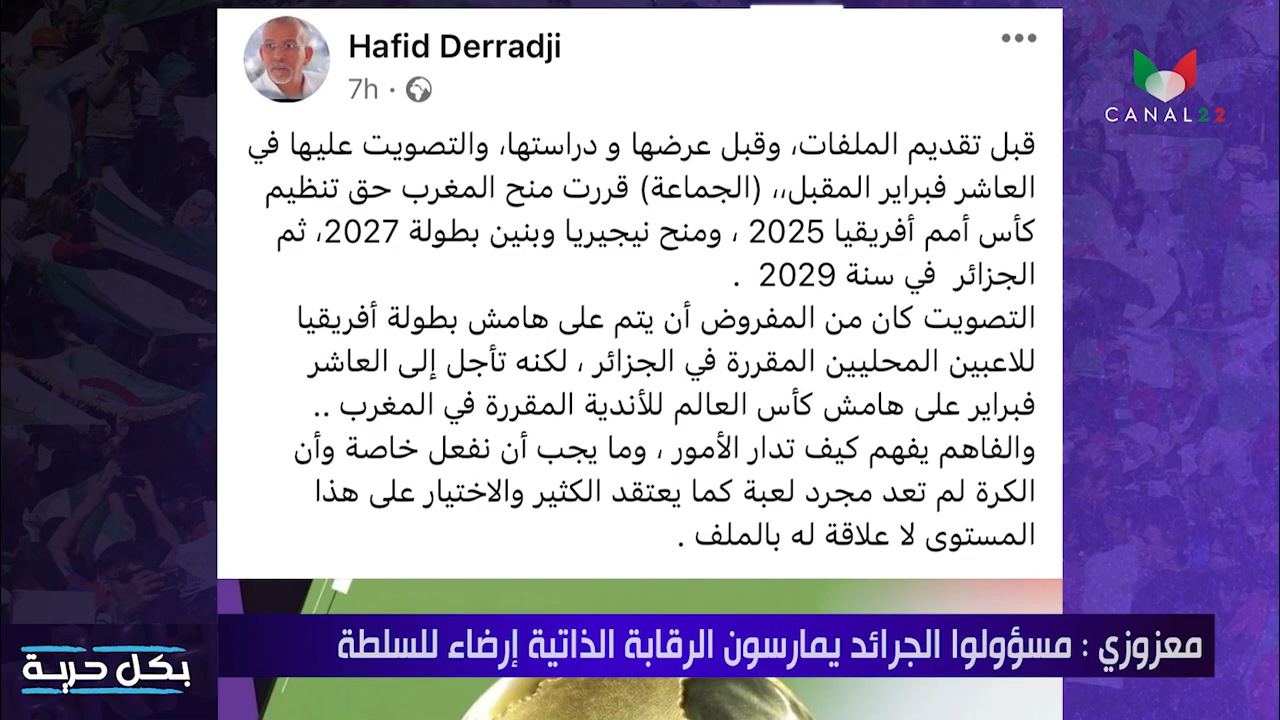 Hafid Derradji
7h ·
CANAL 22
قبل تقديم الملفات، وقبل عرضها و دراستها، والتصويت عليها في
العاشر فبراير المقبل،، (الجماعة) قررت منح المغرب حق تنظيم
كأس أمم أفريقيا 2025 ، ومنح نيجيريا وبنين بطولة 2027، ثم
الجزائر في سنة 2029 .
التصويت كان من المفروض أن يتم على هامش بطولة أفريقيا
للاعبين المحليين المقررة في الجزائر ، لكنه تأجل إلى العاشر
فبراير على هامش كأس العالم للأندية المقررة في المغرب ..
والفاهم يفهم كيف تدار الأمور ، وما يجب أن نفعل خاصة وأن
الكرة لم تعد مجرد لعبة كما يعتقد الكثير والاختيار على هذا
المستوى لا علاقة له بالملف .
معزوزي : مسؤولوا الجرائد يمارسون الرقابة الذاتية إرضاء للسلطة
بكل حرية